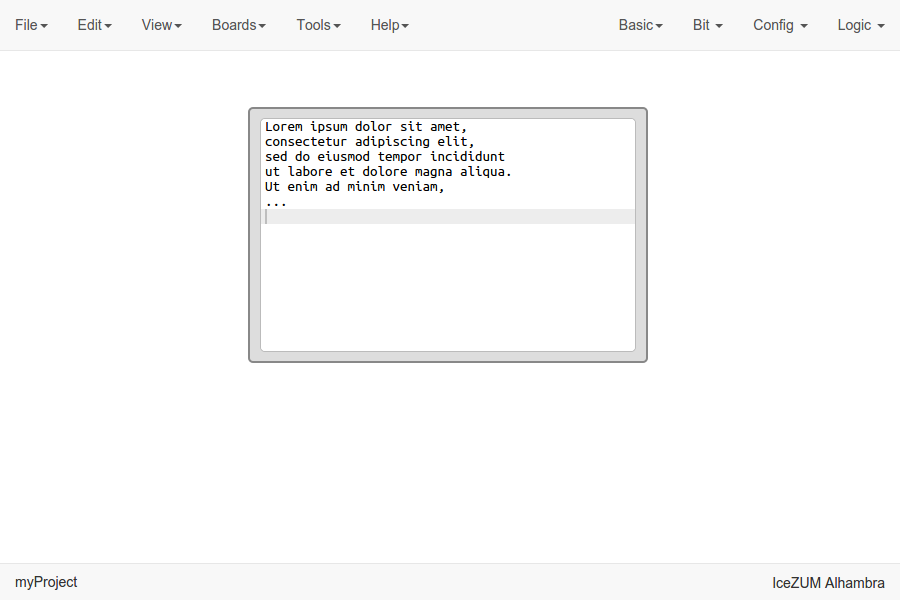 File Edit View Boards Tools Help Basic Bit Config Logic
Lorem ipsum dolor sit amet,
consectetur adipiscing elit,
sed do eiusmod tempor incididunt
ut labore et dolore magna aliqua.
Ut enim ad minim veniam,
...
myProject IceZUM Alhambra